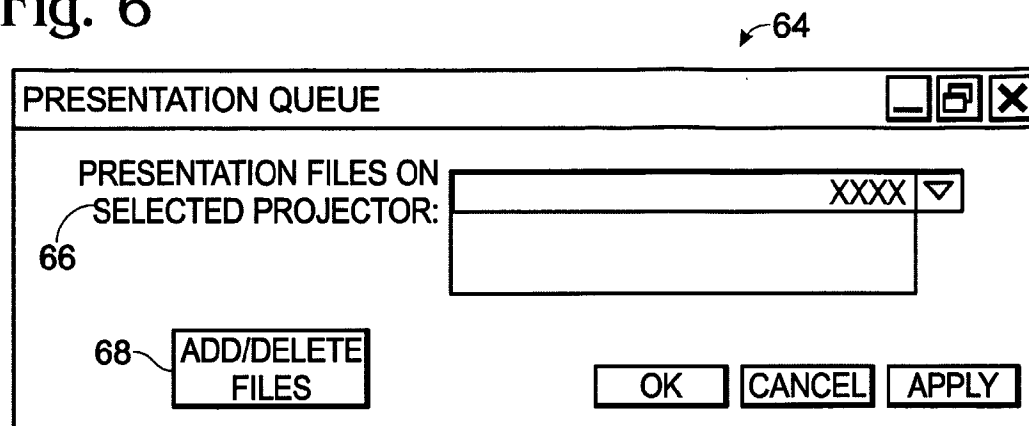 Fig. 6
64
PRESENTATION QUEUE
PRESENTATION FILES ON
SELECTED PROJECTOR:
XXXX
66
68
ADD/DELETE
FILES
OK
CANCEL
APPLY